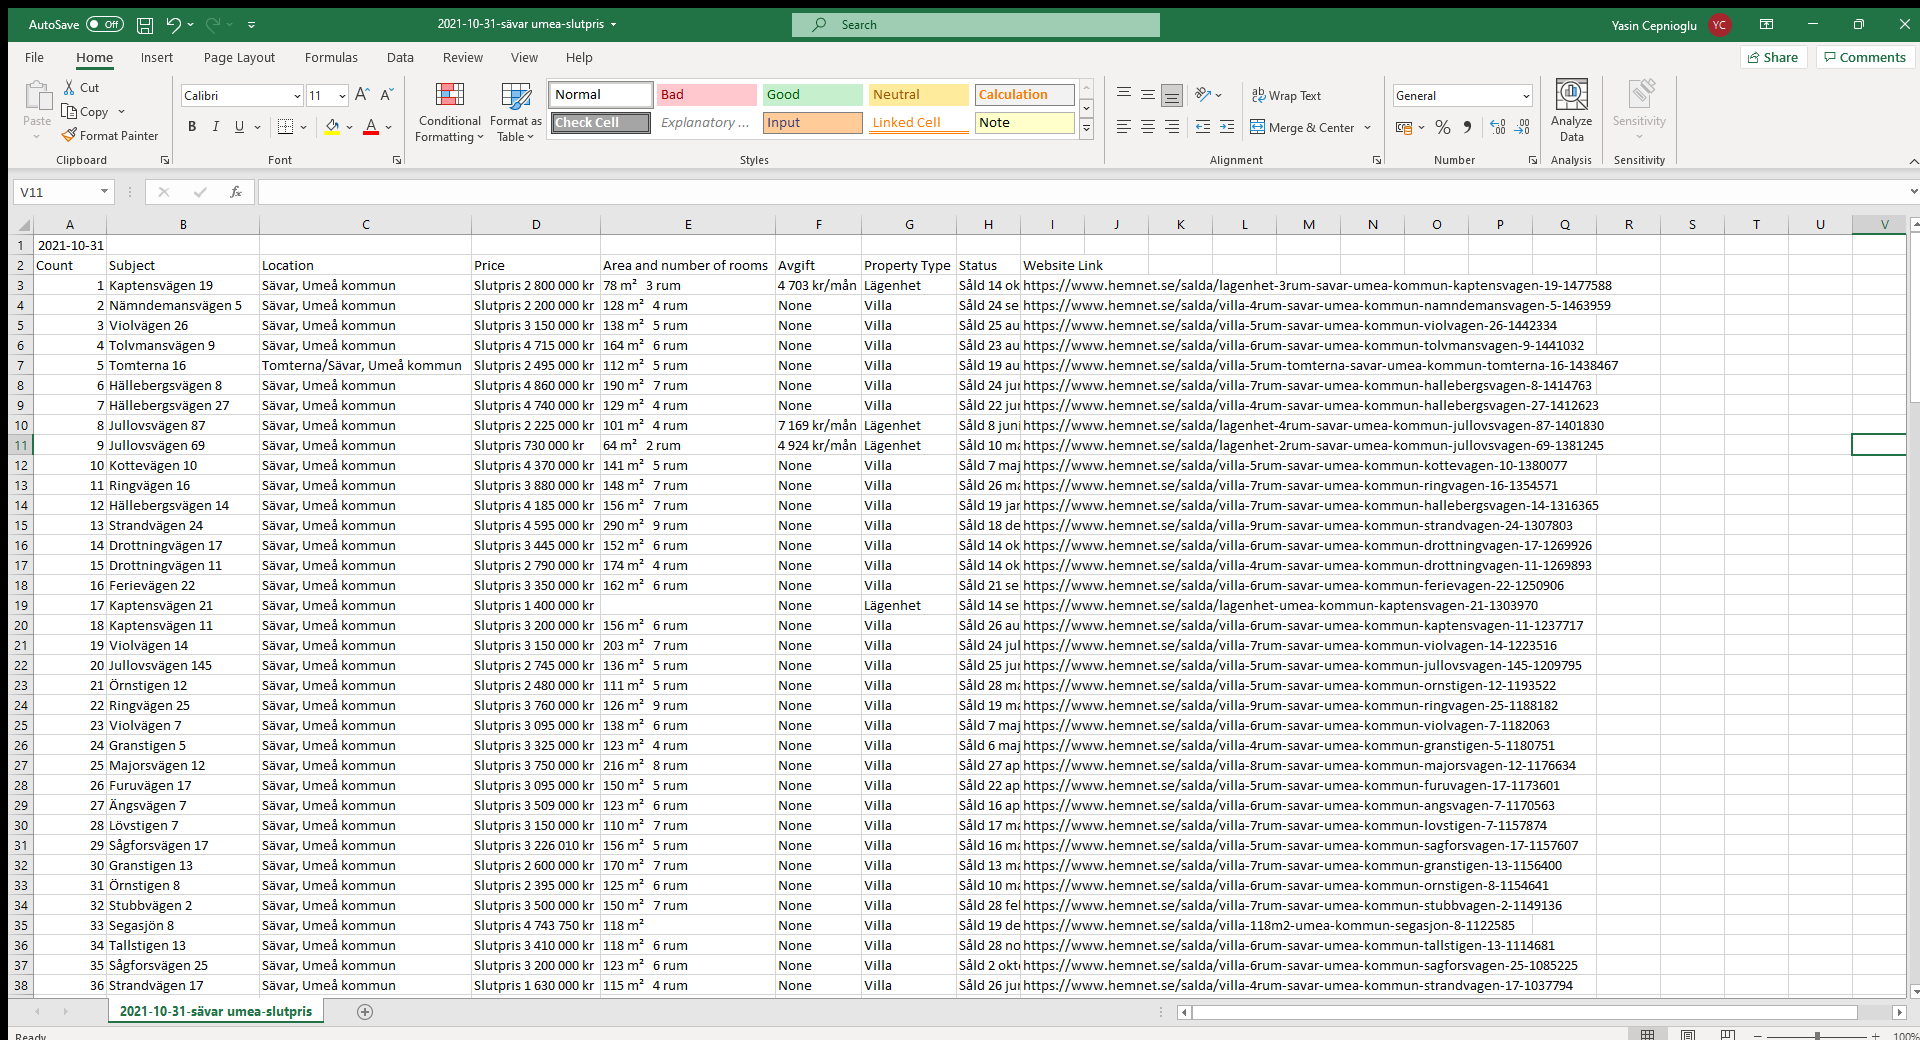 AutoSave Off 2021-10-31-sävar umea-slutpris Search Yasin Cepnioglu YC
File Home Insert Page Layout Formulas Data Review View Help Share Comments
Paste Cut Copy Format Painter Clipboard
Calibri 11 B I U A A A Font
Conditional Formatting Format as Table Normal Bad Good Neutral Calculation
Check Cell Explanatory ... Input Linked Cell Note Styles
ab Wrap Text Merge & Center Alignment
General % Number
Analyze Data Analysis
Sensitivity Sensitivity
V11 fx
A B C D E F G H I J K L M N O P Q R S T U V
1 2021-10-31
2 Count Subject Location Price Area and number of rooms Avgift Property Type Status Website Link
3 1 Kaptensvägen 19 Sävar, Umeå kommun Slutpris 2 800 000 kr 78 m² 3 rum 4 703 kr/mån Lägenhet Såld 14 ok https://www.hemnet.se/salda/lagenhet-3rum-savar-umea-kommun-kaptensvagen-19-1477588
4 2 Nämndemansvägen 5 Sävar, Umeå kommun Slutpris 2 200 000 kr 128 m² 4 rum None Villa Såld 24 se https://www.hemnet.se/salda/villa-4rum-savar-umea-kommun-namndemansvagen-5-1463959
5 3 Violvägen 26 Sävar, Umeå kommun Slutpris 3 150 000 kr 138 m² 5 rum None Villa Såld 25 au https://www.hemnet.se/salda/villa-5rum-savar-umea-kommun-violvagen-26-1442334
6 4 Tolvmansvägen 9 Sävar, Umeå kommun Slutpris 4 715 000 kr 164 m² 6 rum None Villa Såld 23 au https://www.hemnet.se/salda/villa-6rum-savar-umea-kommun-tolvmansvagen-9-1441032
7 5 Tomterna 16 Tomterna/Sävar, Umeå kommun Slutpris 2 495 000 kr 112 m² 5 rum None Villa Såld 19 au https://www.hemnet.se/salda/villa-5rum-tomterna-savar-umea-kommun-tomterna-16-1438467
8 6 Hällebergsvägen 8 Sävar, Umeå kommun Slutpris 4 860 000 kr 190 m² 7 rum None Villa Såld 24 jui https://www.hemnet.se/salda/villa-7rum-savar-umea-kommun-hallebergsvagen-8-1414763
9 7 Hällebergsvägen 27 Sävar, Umeå kommun Slutpris 4 740 000 kr 129 m² 4 rum None Villa Såld 22 jui https://www.hemnet.se/salda/villa-4rum-savar-umea-kommun-hallebergsvagen-27-1412623
10 8 Jullovsvägen 87 Sävar, Umeå kommun Slutpris 2 225 000 kr 101 m² 4 rum 7 169 kr/mån Lägenhet Såld 8 juni https://www.hemnet.se/salda/lagenhet-4rum-savar-umea-kommun-jullovsvagen-87-1401830
11 9 Jullovsvägen 69 Sävar, Umeå kommun Slutpris 730 000 kr 64 m² 2 rum 4 924 kr/mån Lägenhet Såld 10 ma https://www.hemnet.se/salda/lagenhet-2rum-savar-umea-kommun-jullovsvagen-69-1381245
12 10 Kottevägen 10 Sävar, Umeå kommun Slutpris 4 370 000 kr 141 m² 5 rum None Villa Såld 7 maj https://www.hemnet.se/salda/villa-5rum-savar-umea-kommun-kottevagen-10-1380077
13 11 Ringvägen 16 Sävar, Umeå kommun Slutpris 3 880 000 kr 148 m² 7 rum None Villa Såld 26 ma https://www.hemnet.se/salda/villa-7rum-savar-umea-kommun-ringvagen-16-1354571
14 12 Hällebergsvägen 14 Sävar, Umeå kommun Slutpris 4 185 000 kr 156 m² 7 rum None Villa Såld 19 jar https://www.hemnet.se/salda/villa-7rum-savar-umea-kommun-hallebergsvagen-14-1316365
15 13 Strandvägen 24 Sävar, Umeå kommun Slutpris 4 595 000 kr 290 m² 9 rum None Villa Såld 18 de https://www.hemnet.se/salda/villa-9rum-savar-umea-kommun-strandvagen-24-1307803
16 14 Drottningvägen 17 Sävar, Umeå kommun Slutpris 3 445 000 kr 152 m² 6 rum None Villa Såld 14 ok https://www.hemnet.se/salda/villa-6rum-savar-umea-kommun-drottningvagen-17-1269926
17 15 Drottningvägen 11 Sävar, Umeå kommun Slutpris 2 790 000 kr 174 m² 4 rum None Villa Såld 14 ok https://www.hemnet.se/salda/villa-4rum-savar-umea-kommun-drottningvagen-11-1269893
18 16 Ferievägen 22 Sävar, Umeå kommun Slutpris 3 350 000 kr 162 m² 6 rum None Villa Såld 21 se https://www.hemnet.se/salda/villa-6rum-savar-umea-kommun-ferievagen-22-1250906
19 17 Kaptensvägen 21 Sävar, Umeå kommun Slutpris 1 400 000 kr None Lägenhet Såld 14 se https://www.hemnet.se/salda/lagenhet-umea-kommun-kaptensvagen-21-1303970
20 18 Kaptensvägen 11 Sävar, Umeå kommun Slutpris 3 200 000 kr 156 m² 6 rum None Villa Såld 26 au https://www.hemnet.se/salda/villa-6rum-savar-umea-kommun-kaptensvagen-11-1237717
21 19 Violvägen 14 Sävar, Umeå kommun Slutpris 3 150 000 kr 203 m² 7 rum None Villa Såld 24 jul https://www.hemnet.se/salda/villa-7rum-savar-umea-kommun-violvagen-14-1223516
22 20 Jullovsvägen 145 Sävar, Umeå kommun Slutpris 2 745 000 kr 136 m² 5 rum None Villa Såld 25 jui https://www.hemnet.se/salda/villa-5rum-savar-umea-kommun-jullovsvagen-145-1209795
23 21 Örnstigen 12 Sävar, Umeå kommun Slutpris 2 480 000 kr 111 m² 5 rum None Villa Såld 28 ma https://www.hemnet.se/salda/villa-5rum-savar-umea-kommun-ornstigen-12-1193522
24 22 Ringvägen 25 Sävar, Umeå kommun Slutpris 3 760 000 kr 126 m² 9 rum None Villa Såld 19 ma https://www.hemnet.se/salda/villa-9rum-savar-umea-kommun-ringvagen-25-1188182
25 23 Violvägen 7 Sävar, Umeå kommun Slutpris 3 095 000 kr 138 m² 6 rum None Villa Såld 7 maj https://www.hemnet.se/salda/villa-6rum-savar-umea-kommun-violvagen-7-1182063
26 24 Granstigen 5 Sävar, Umeå kommun Slutpris 3 325 000 kr 123 m² 4 rum None Villa Såld 6 maj https://www.hemnet.se/salda/villa-4rum-savar-umea-kommun-granstigen-5-1180751
27 25 Majorsvägen 12 Sävar, Umeå kommun Slutpris 3 750 000 kr 216 m² 8 rum None Villa Såld 27 ap https://www.hemnet.se/salda/villa-8rum-savar-umea-kommun-majorsvagen-12-1176634
28 26 Furuvägen 17 Sävar, Umeå kommun Slutpris 3 095 000 kr 150 m² 5 rum None Villa Såld 22 ap https://www.hemnet.se/salda/villa-5rum-savar-umea-kommun-furuvagen-17-1173601
29 27 Ängsvägen 7 Sävar, Umeå kommun Slutpris 3 509 000 kr 123 m² 6 rum None Villa Såld 16 ap https://www.hemnet.se/salda/villa-6rum-savar-umea-kommun-angsvagen-7-1170563
30 28 Lövstigen 7 Sävar, Umeå kommun Slutpris 3 150 000 kr 110 m² 7 rum None Villa Såld 17 ma https://www.hemnet.se/salda/villa-7rum-savar-umea-kommun-lovstigen-7-1157874
31 29 Sågforsvägen 17 Sävar, Umeå kommun Slutpris 3 226 010 kr 156 m² 5 rum None Villa Såld 16 ma https://www.hemnet.se/salda/villa-5rum-savar-umea-kommun-sagforsvagen-17-1157607
32 30 Granstigen 13 Sävar, Umeå kommun Slutpris 2 600 000 kr 170 m² 7 rum None Villa Såld 13 ma https://www.hemnet.se/salda/villa-7rum-savar-umea-kommun-granstigen-13-1156400
33 31 Örnstigen 8 Sävar, Umeå kommun Slutpris 2 395 000 kr 125 m² 6 rum None Villa Såld 10 ma https://www.hemnet.se/salda/villa-6rum-savar-umea-kommun-ornstigen-8-1154641
34 32 Stubbvägen 2 Sävar, Umeå kommun Slutpris 3 500 000 kr 150 m² 7 rum None Villa Såld 28 fel https://www.hemnet.se/salda/villa-7rum-savar-umea-kommun-stubbvagen-2-1149136
35 33 Segasjön 8 Sävar, Umeå kommun Slutpris 4 743 750 kr 118 m² None Villa Såld 19 de https://www.hemnet.se/salda/villa-118m2-umea-kommun-segasjon-8-1122585
36 34 Tallstigen 13 Sävar, Umeå kommun Slutpris 3 410 000 kr 118 m² 6 rum None Villa Såld 28 no https://www.hemnet.se/salda/villa-6rum-savar-umea-kommun-tallstigen-13-1114681
37 35 Sågforsvägen 25 Sävar, Umeå kommun Slutpris 3 200 000 kr 123 m² 6 rum None Villa Såld 2 okt https://www.hemnet.se/salda/villa-6rum-savar-umea-kommun-sagforsvagen-25-1085225
38 36 Strandvägen 17 Sävar, Umeå kommun Slutpris 1 630 000 kr 115 m² 4 rum None Villa Såld 26 jui https://www.hemnet.se/salda/villa-4rum-savar-umea-kommun-strandvagen-17-1037794
2021-10-31-sävar umea-slutpris
Ready 100%